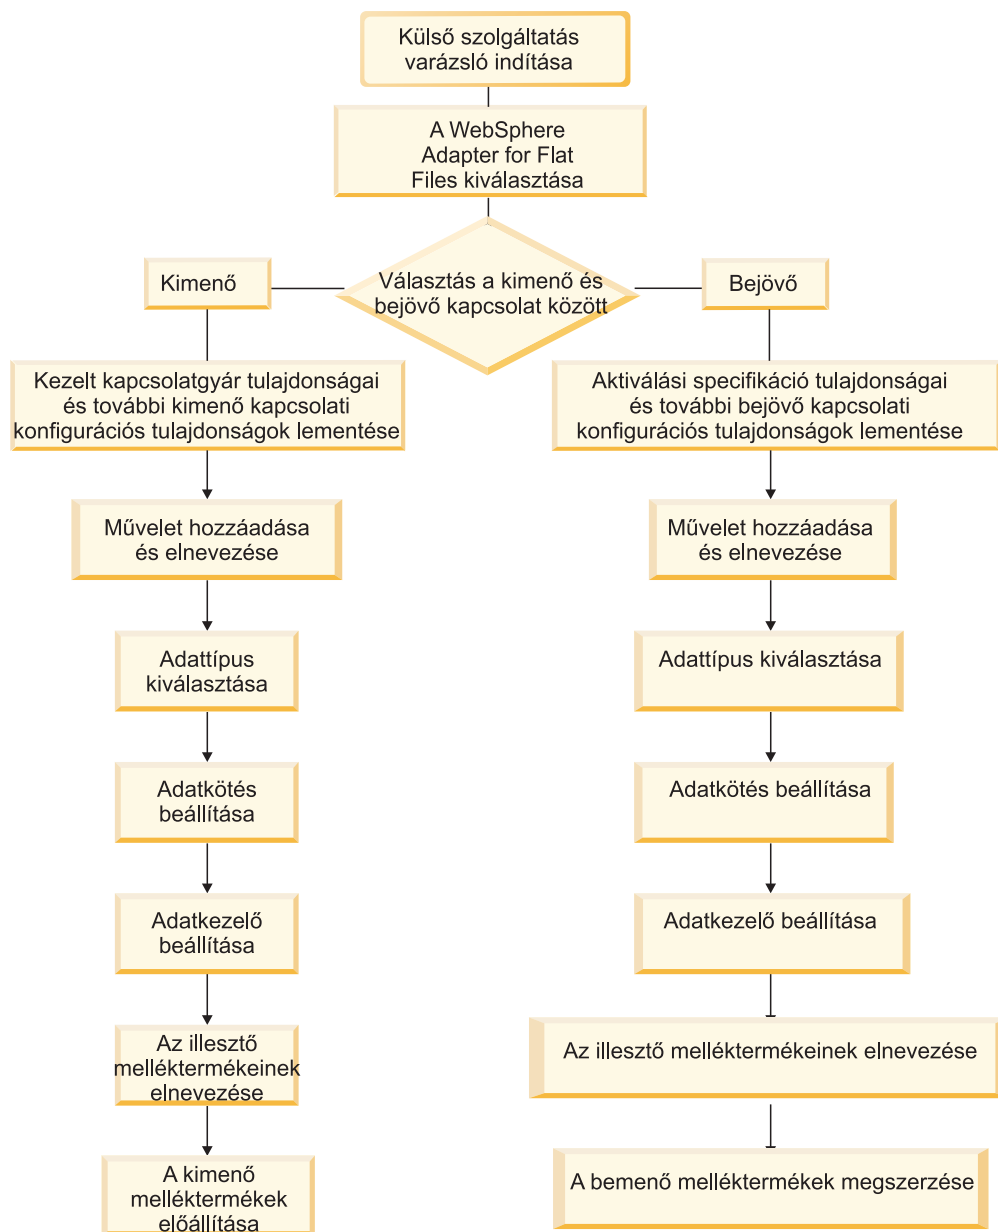 Külső szolgáltatás
varázsló indítása
A WebSphere
Adapter for Flat
Files kiválasztása
Kimenő
Választás a kimenő és
bejövő kapcsolat között
Bejövő
Kezelt kapcsolatgyár tulajdonságai
és további kimenő kapcsolati
konfigurációs tulajdonságok lementése
Aktiválási specifikáció tulajdonságai
és további bejövő kapcsolati
konfigurációs tulajdonságok lementése
Művelet hozzáadása
és elnevezése
Művelet hozzáadása
és elnevezése
Adattípus
kiválasztása
Adattípus kiválasztása
Adatkötés
beállítása
Adatkötés beállítása
Adatkezelő
beállítása
Adatkezelő beállítása
Az illesztő
melléktermékeinek
elnevezése
Az illesztő melléktermékeinek elnevezése
A kimenő
melléktermékek
előállítása
A bemenő melléktermékek megszerzése